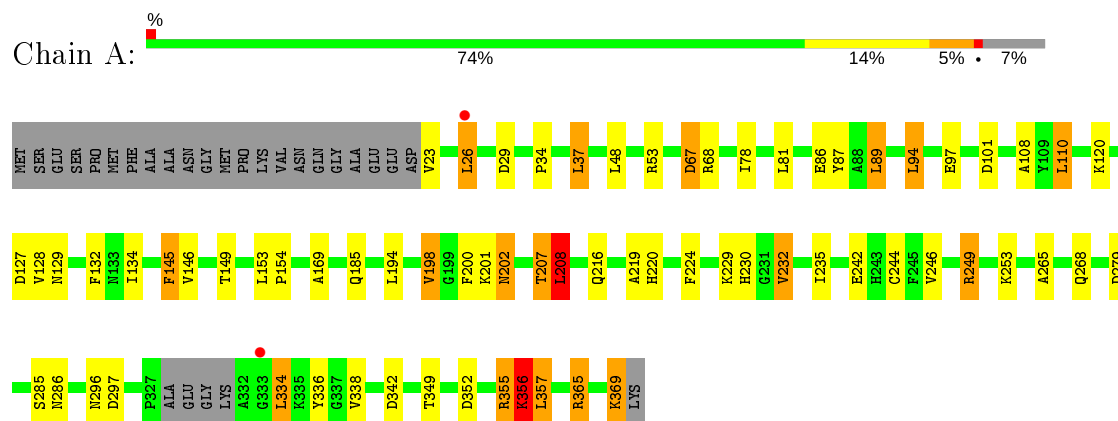 %
Chain A:
74% 14% 5% • 7%
MET SER GLU SER PRO MET PHE ALA ALA ASN GLY MET PRO LYS VAL ASN GLN GLY ALA GLU GLU ASP V23 L26 D29 P34 L37 L48 R53 D67 R68 I78 L81 E86 Y87 A88 L89 L94 E97 D101 A108 Y109 L110 K120
D127 V128 N129 F132 N133 I134 F145 V146 T149 L153 P154 A169 Q185 L194 V198 G199 F200 K201 N202 T207 L208 Q216 A219 H220 F224 K229 H230 G231 V232 I235 E242 H243 C244 F245 V246 R249 K253 A265 Q268
S285 N286 N296 D297 P327 ALA GLU GLY LYS A332 G333 L334 K335 Y336 G337 V338 D342 T349 D352 R355 K356 L357 R365 K369 LYS